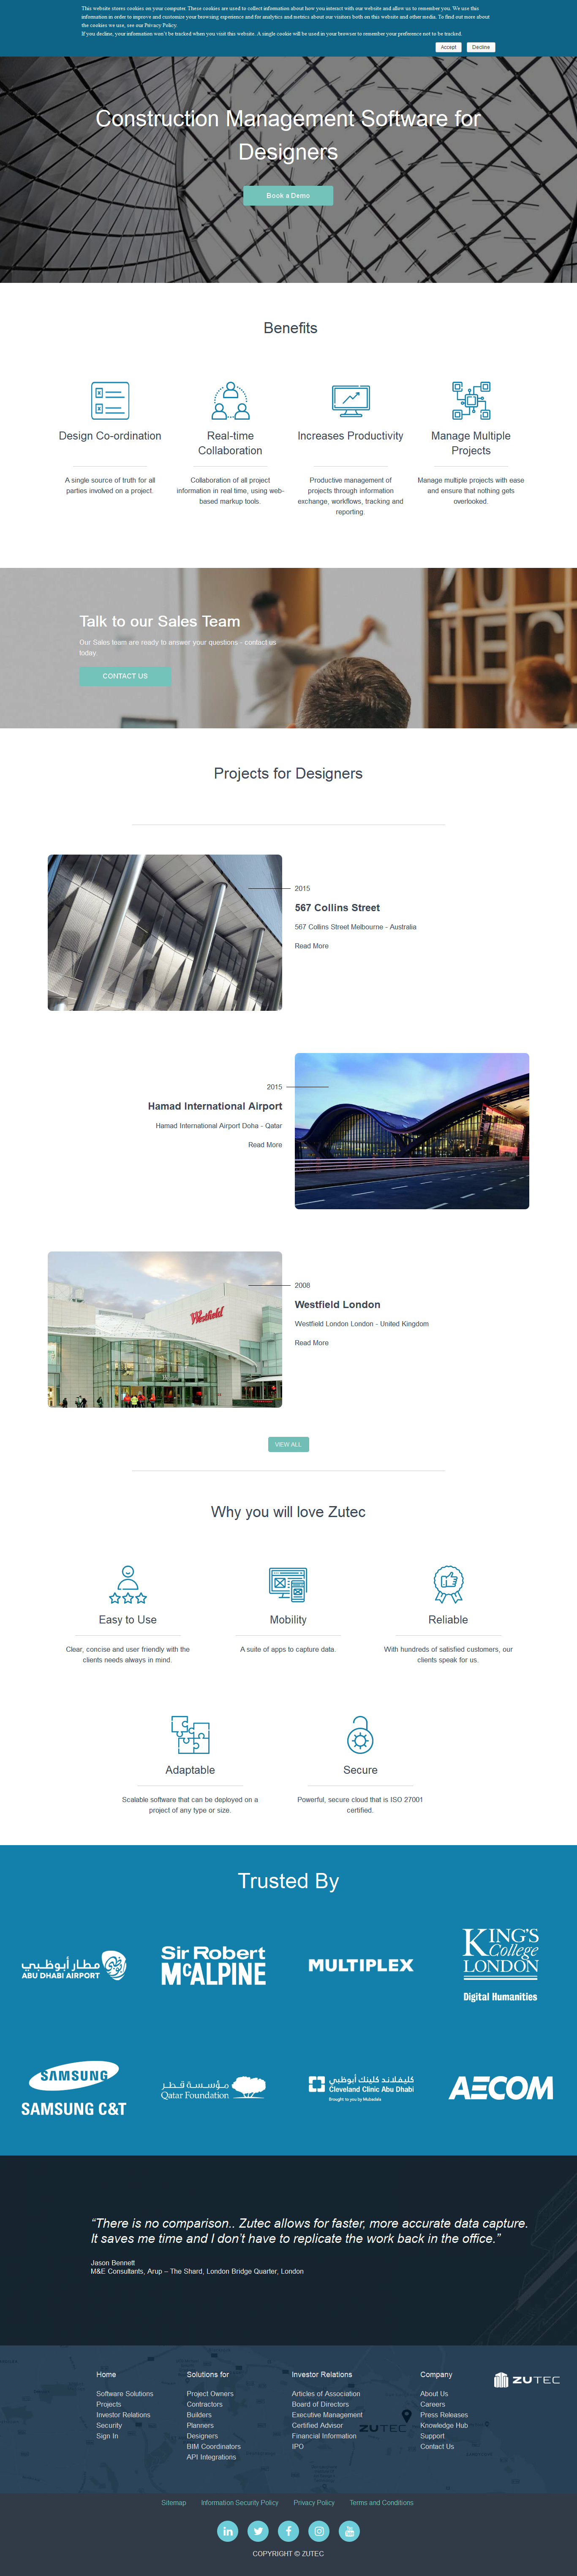 This website stores cookies on your computer. These cookies are used to collect information about how you interact with our website and allow us to remember you. We use this
information in order to improve and customize your browsing experience and for analytics and metrics about our visitors both on this website and other media. To find out more about
the cookies we use, see our Privacy Policy.
If you decline, your information won't be tracked when you visit this website. A single cookie will be used in your browser to remember your preference not to be tracked.
Accept Decline
Construction Management Software for
Designers
Book a Demo
Benefits
Design Co-ordination
A single source of truth for all
parties involved on a project.
Real-time
Collaboration
Collaboration of all project
information in real time, using web-
based markup tools.
Increases Productivity
Productive management of
projects through information
exchange, workflows, tracking and
reporting.
Manage Multiple
Projects
Manage multiple projects with ease
and ensure that nothing gets
overlooked.
Talk to our Sales Team
Our Sales team are ready to answer your questions - contact us
today.
CONTACT US
Projects for Designers
2015
567 Collins Street
567 Collins Street Melbourne - Australia
Read More
2015
Hamad International Airport
Hamad International Airport Doha - Qatar
Read More
Westfield
2008
Westfield London
Westfield London London - United Kingdom
Read More
VIEW ALL
Why you will love Zutec
Easy to Use
Clear, concise and user friendly with the
clients needs always in mind.
Mobility
A suite of apps to capture data.
Reliable
With hundreds of satisfied customers, our
clients speak for us.
Adaptable
Scalable software that can be deployed on a
project of any type or size.
Secure
Powerful, secure cloud that is ISO 27001
certified.
Trusted By
مطار أبوظبي
ABU DHABI AIRPORT
Sir Robert
McALPINE
MULTIPLEX
KING'S
College
LONDON
Digital Humanities
SAMSUNG
SAMSUNG C&T
مؤسسة قطر
Qatar Foundation
كليفلاند كلينك أبوظبي
Cleveland Clinic Abu Dhabi
Brought to you by Mubadala
AECOM
“There is no comparison.. Zutec allows for faster, more accurate data capture.
It saves me time and I don’t have to replicate the work back in the office.”
Jason Bennett
M&E Consultants, Arup – The Shard, London Bridge Quarter, London
Home
Software Solutions
Projects
Investor Relations
Security
Sign In
Solutions for
Project Owners
Contractors
Builders
Planners
Designers
BIM Coordinators
API Integrations
Investor Relations
Articles of Association
Board of Directors
Executive Management
Certified Advisor
Financial Information
IPO
ZUTEC
Company
About Us
Careers
Press Releases
Knowledge Hub
Support
Contact Us
ZUTEC
Sitemap Information Security Policy Privacy Policy Terms and Conditions
COPYRIGHT © ZUTEC